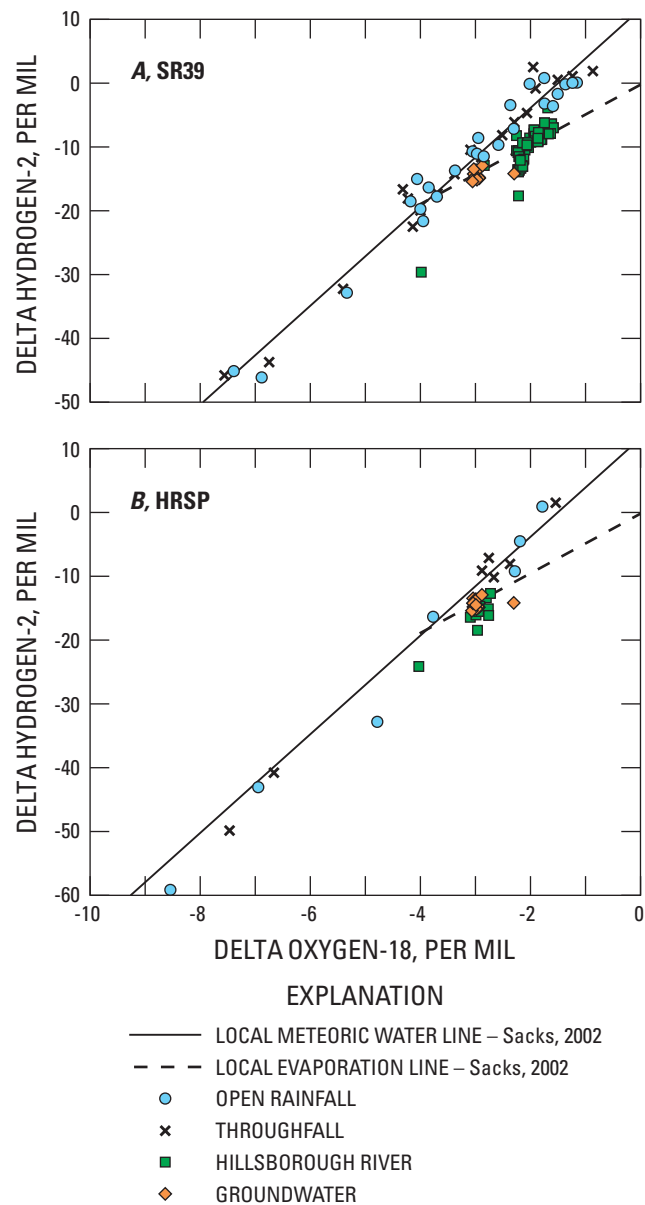 A, SR39
10
0
-10
-20
-30
-40
-50
DELTA HYDROGEN-2, PER MIL
B, HRSP
10
0
-10
-20
-30
-40
-50
-60
DELTA HYDROGEN-2, PER MIL
-10 -8 -6 -4 -2 0
DELTA OXYGEN-18, PER MIL
EXPLANATION
LOCAL METEORIC WATER LINE – Sacks, 2002
LOCAL EVAPORATION LINE – Sacks, 2002
OPEN RAINFALL
THROUGHFALL
HILLSBOROUGH RIVER
GROUNDWATER